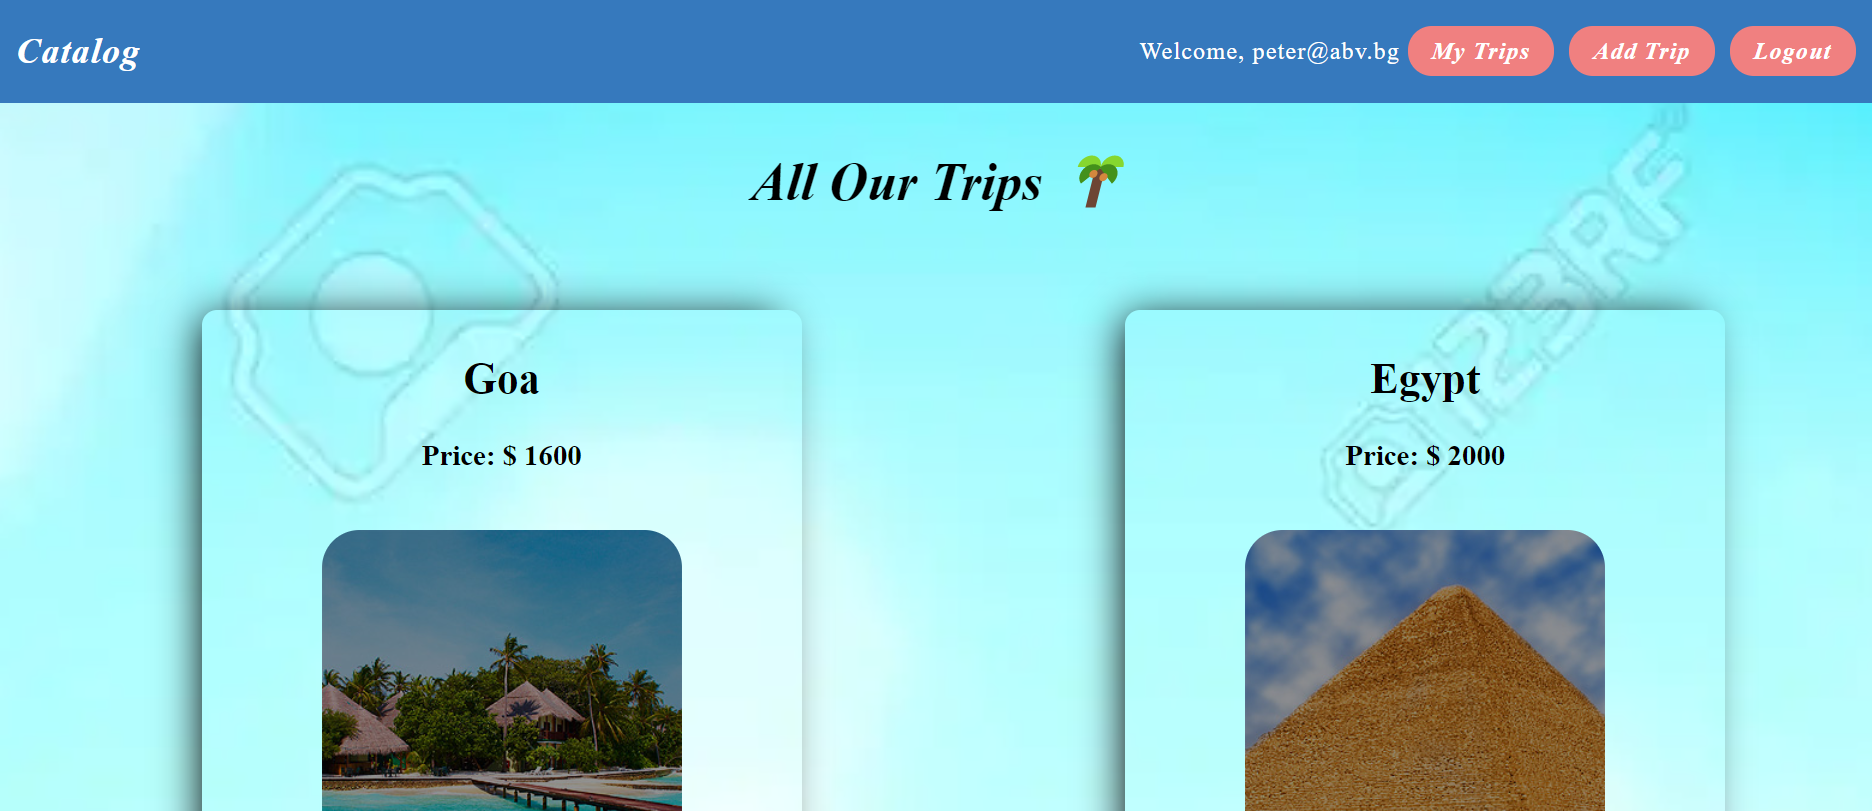 Catalog
Welcome, peter@abv.bg My Trips Add Trip Logout
All Our Trips 🌴
Goa
Price: $ 1600
Egypt
Price: $ 2000
@123RF